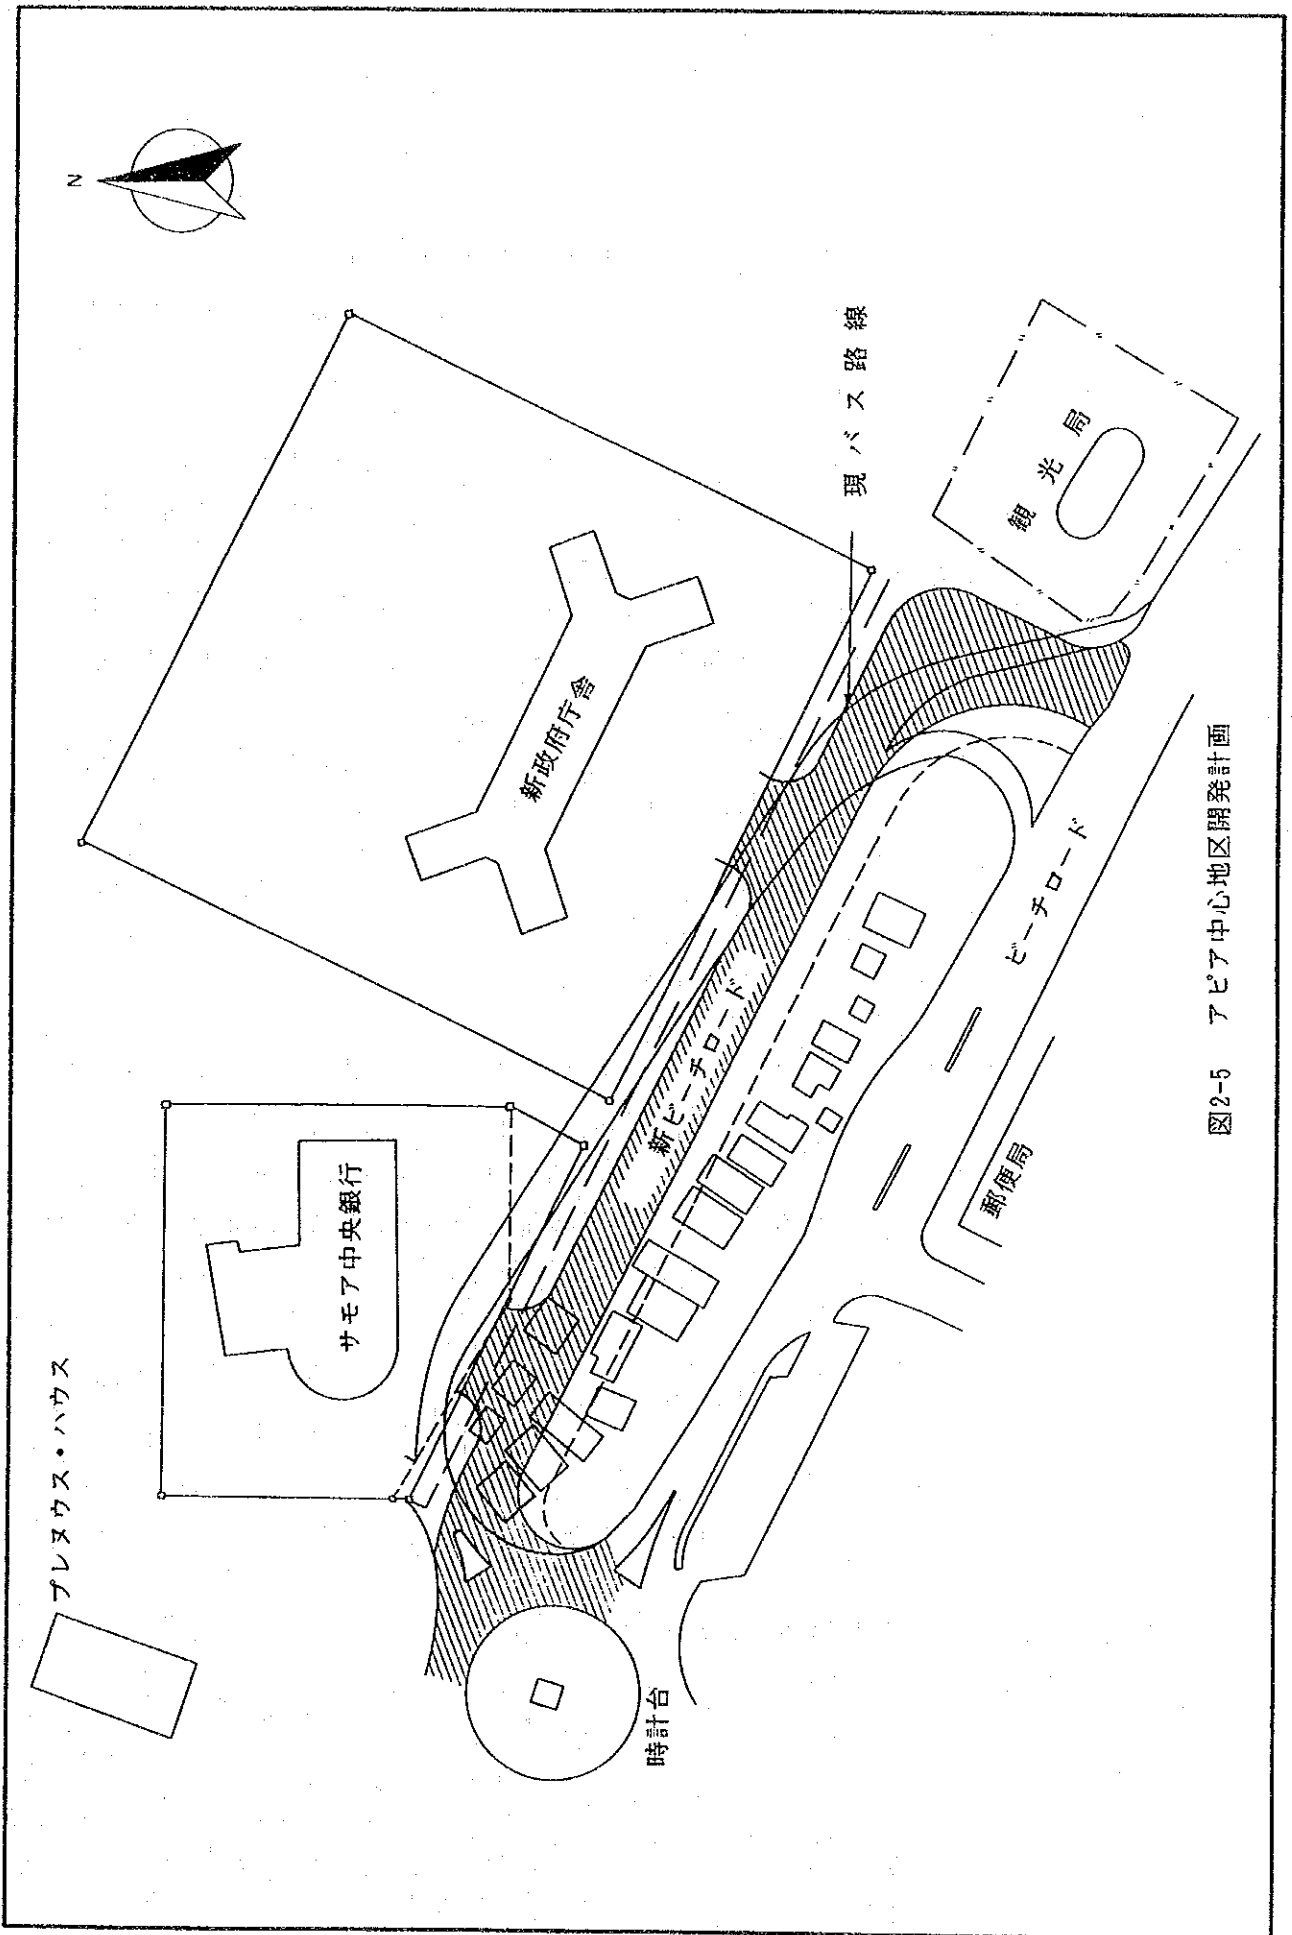 N
プレヌウス・ハウス
サモア中央銀行
新政府庁舎
現バス路線
観光局
新ビーチロード
ビーチロード
郵便局
時計台
図2-5 アピア中心地区開発計画